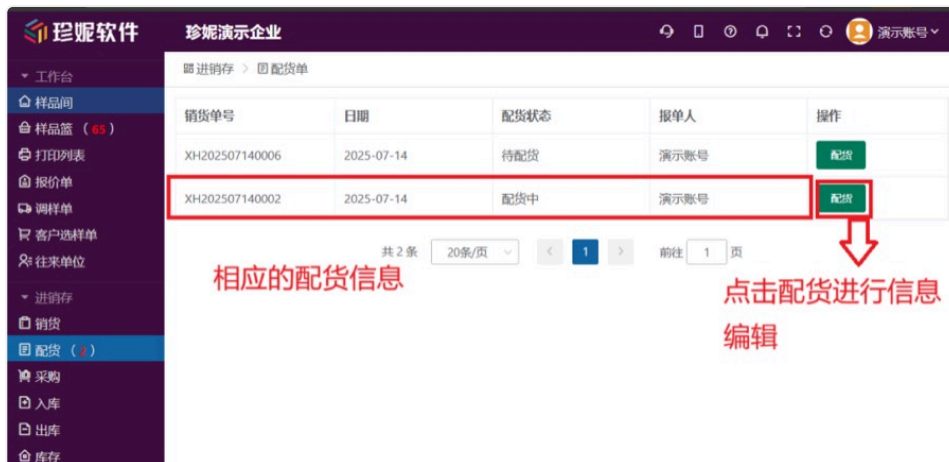 珍妮软件
珍妮演示企业
演示账号
工作台
样品间
样品篮 (65)
打印列表
报价单
调样单
客户选样单
往来单位
进销存
销货
配货 (2)
采购
入库
出库
库存
进销存 > 配货单
销货单号 日期 配货状态 报单人 操作
XH202507140006 2025-07-14 待配货 演示账号 配货
XH202507140002 2025-07-14 配货中 演示账号 配货
共 2 条 20条/页 < 1 > 前往 1 页
相应的配货信息
点击配货进行信息
编辑